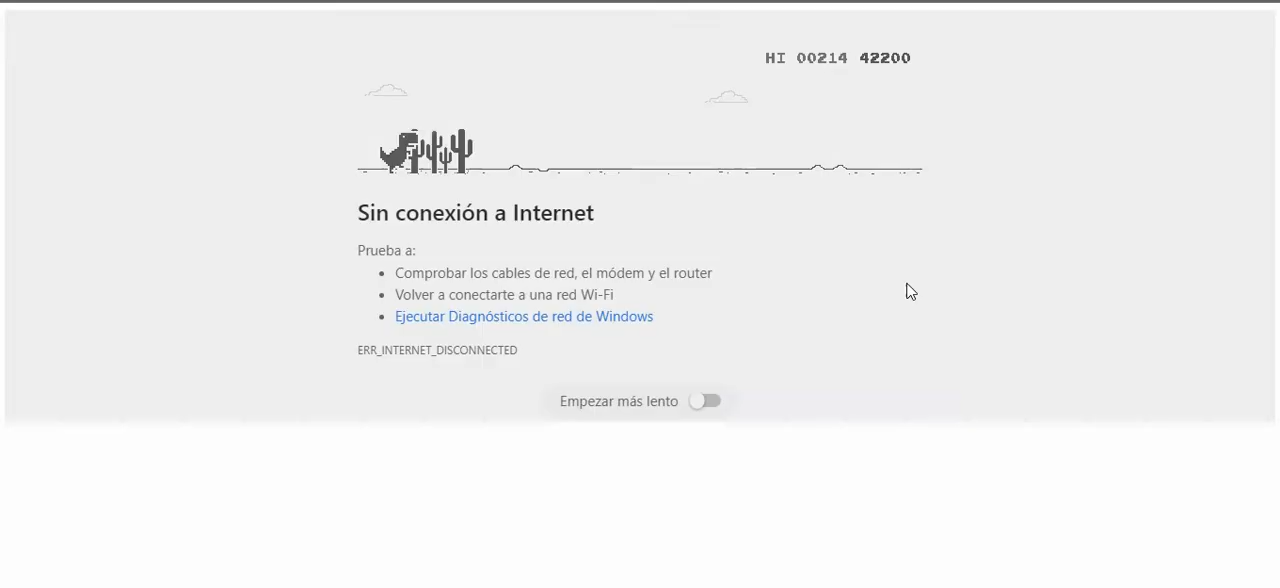 HI 00214 42200
Sin conexión a Internet
Prueba a:
Comprobar los cables de red, el módem y el router
Volver a conectarte a una red Wi-Fi
Ejecutar Diagnósticos de red de Windows
ERR_INTERNET_DISCONNECTED
Empezar más lento